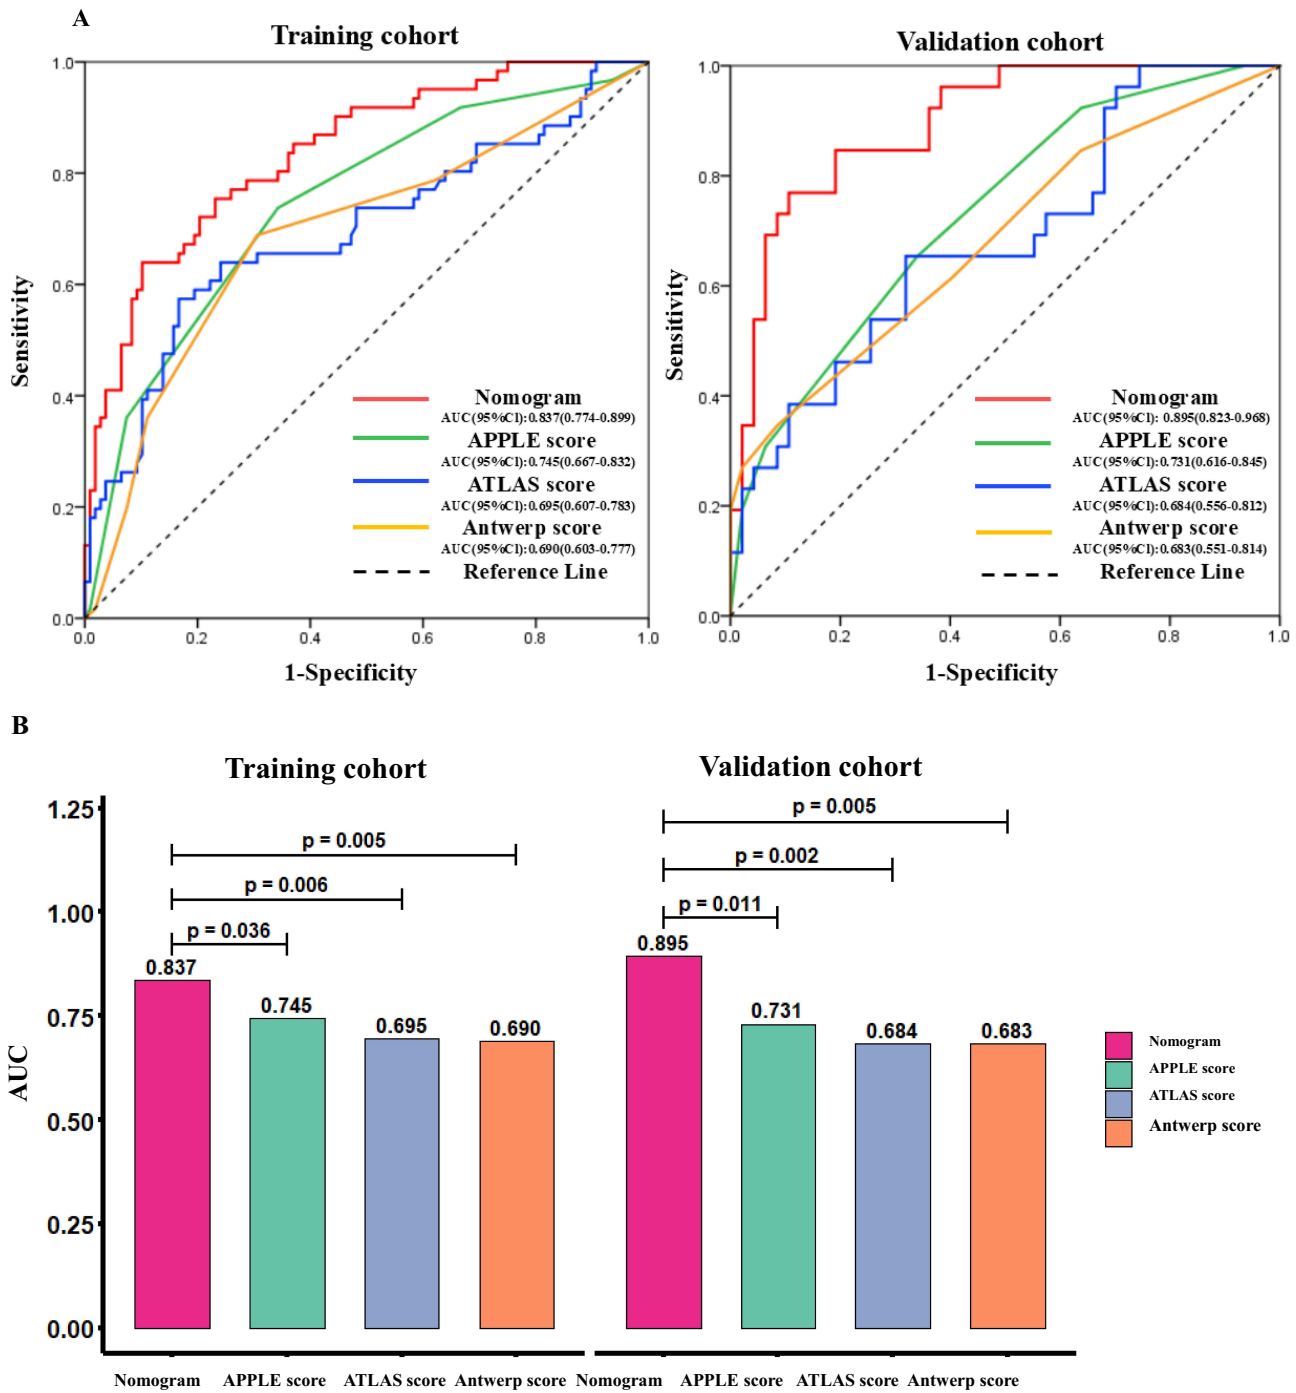 A
Training cohort
1.0
0.8
0.6
0.4
0.2
0.0
0.0 0.2 0.4 0.6 0.8 1.0
Sensitivity
1-Specificity
Nomogram
AUC(95%CI):0.837(0.774-0.899)
APPLE score
AUC(95%CI):0.745(0.667-0.832)
ATLAS score
AUC(95%CI):0.695(0.607-0.783)
Antwerp score
AUC(95%CI):0.690(0.603-0.777)
Reference Line
Validation cohort
1.0
0.8
0.6
0.4
0.2
0.0
0.0 0.2 0.4 0.6 0.8 1.0
Sensitivity
1-Specificity
Nomogram
AUC(95%CI): 0.895(0.823-0.968)
APPLE score
AUC(95%CI):0.731(0.616-0.845)
ATLAS score
AUC(95%CI):0.684(0.556-0.812)
Antwerp score
AUC(95%CI):0.683(0.551-0.814)
Reference Line
B
Training cohort
Validation cohort
AUC
1.25
1.00
0.75
0.50
0.25
0.00
p = 0.005
p = 0.006
p = 0.036
0.837
0.745
0.695
0.690
p = 0.005
p = 0.002
p = 0.011
0.895
0.731
0.684
0.683
Nomogram APPLE score ATLAS score Antwerp score Nomogram APPLE score ATLAS score Antwerp score
Nomogram
APPLE score
ATLAS score
Antwerp score